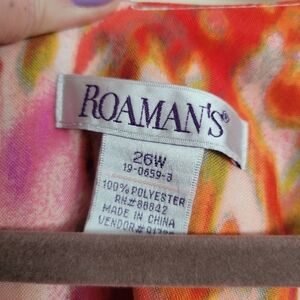 ROAMAN'S®
26W
19-0659-3
100% POLYESTER
RN#88842
MADE IN CHINA
VENDOR#